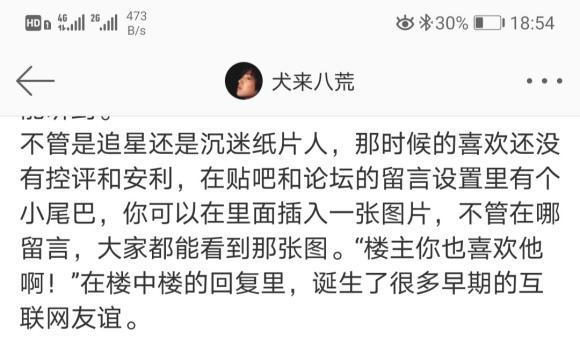 HD 1 4G 2G 473 B/s 30% 18:54
犬来八荒
不管是追星还是沉迷纸片人，那时候的喜欢还没
有控评和安利，在贴吧和论坛的留言设置里有个
小尾巴，你可以在里面插入一张图片，不管在哪
留言，大家都能看到那张图。“楼主你也喜欢他
啊！”在楼中楼的回复里，诞生了很多早期的互
联网友谊。